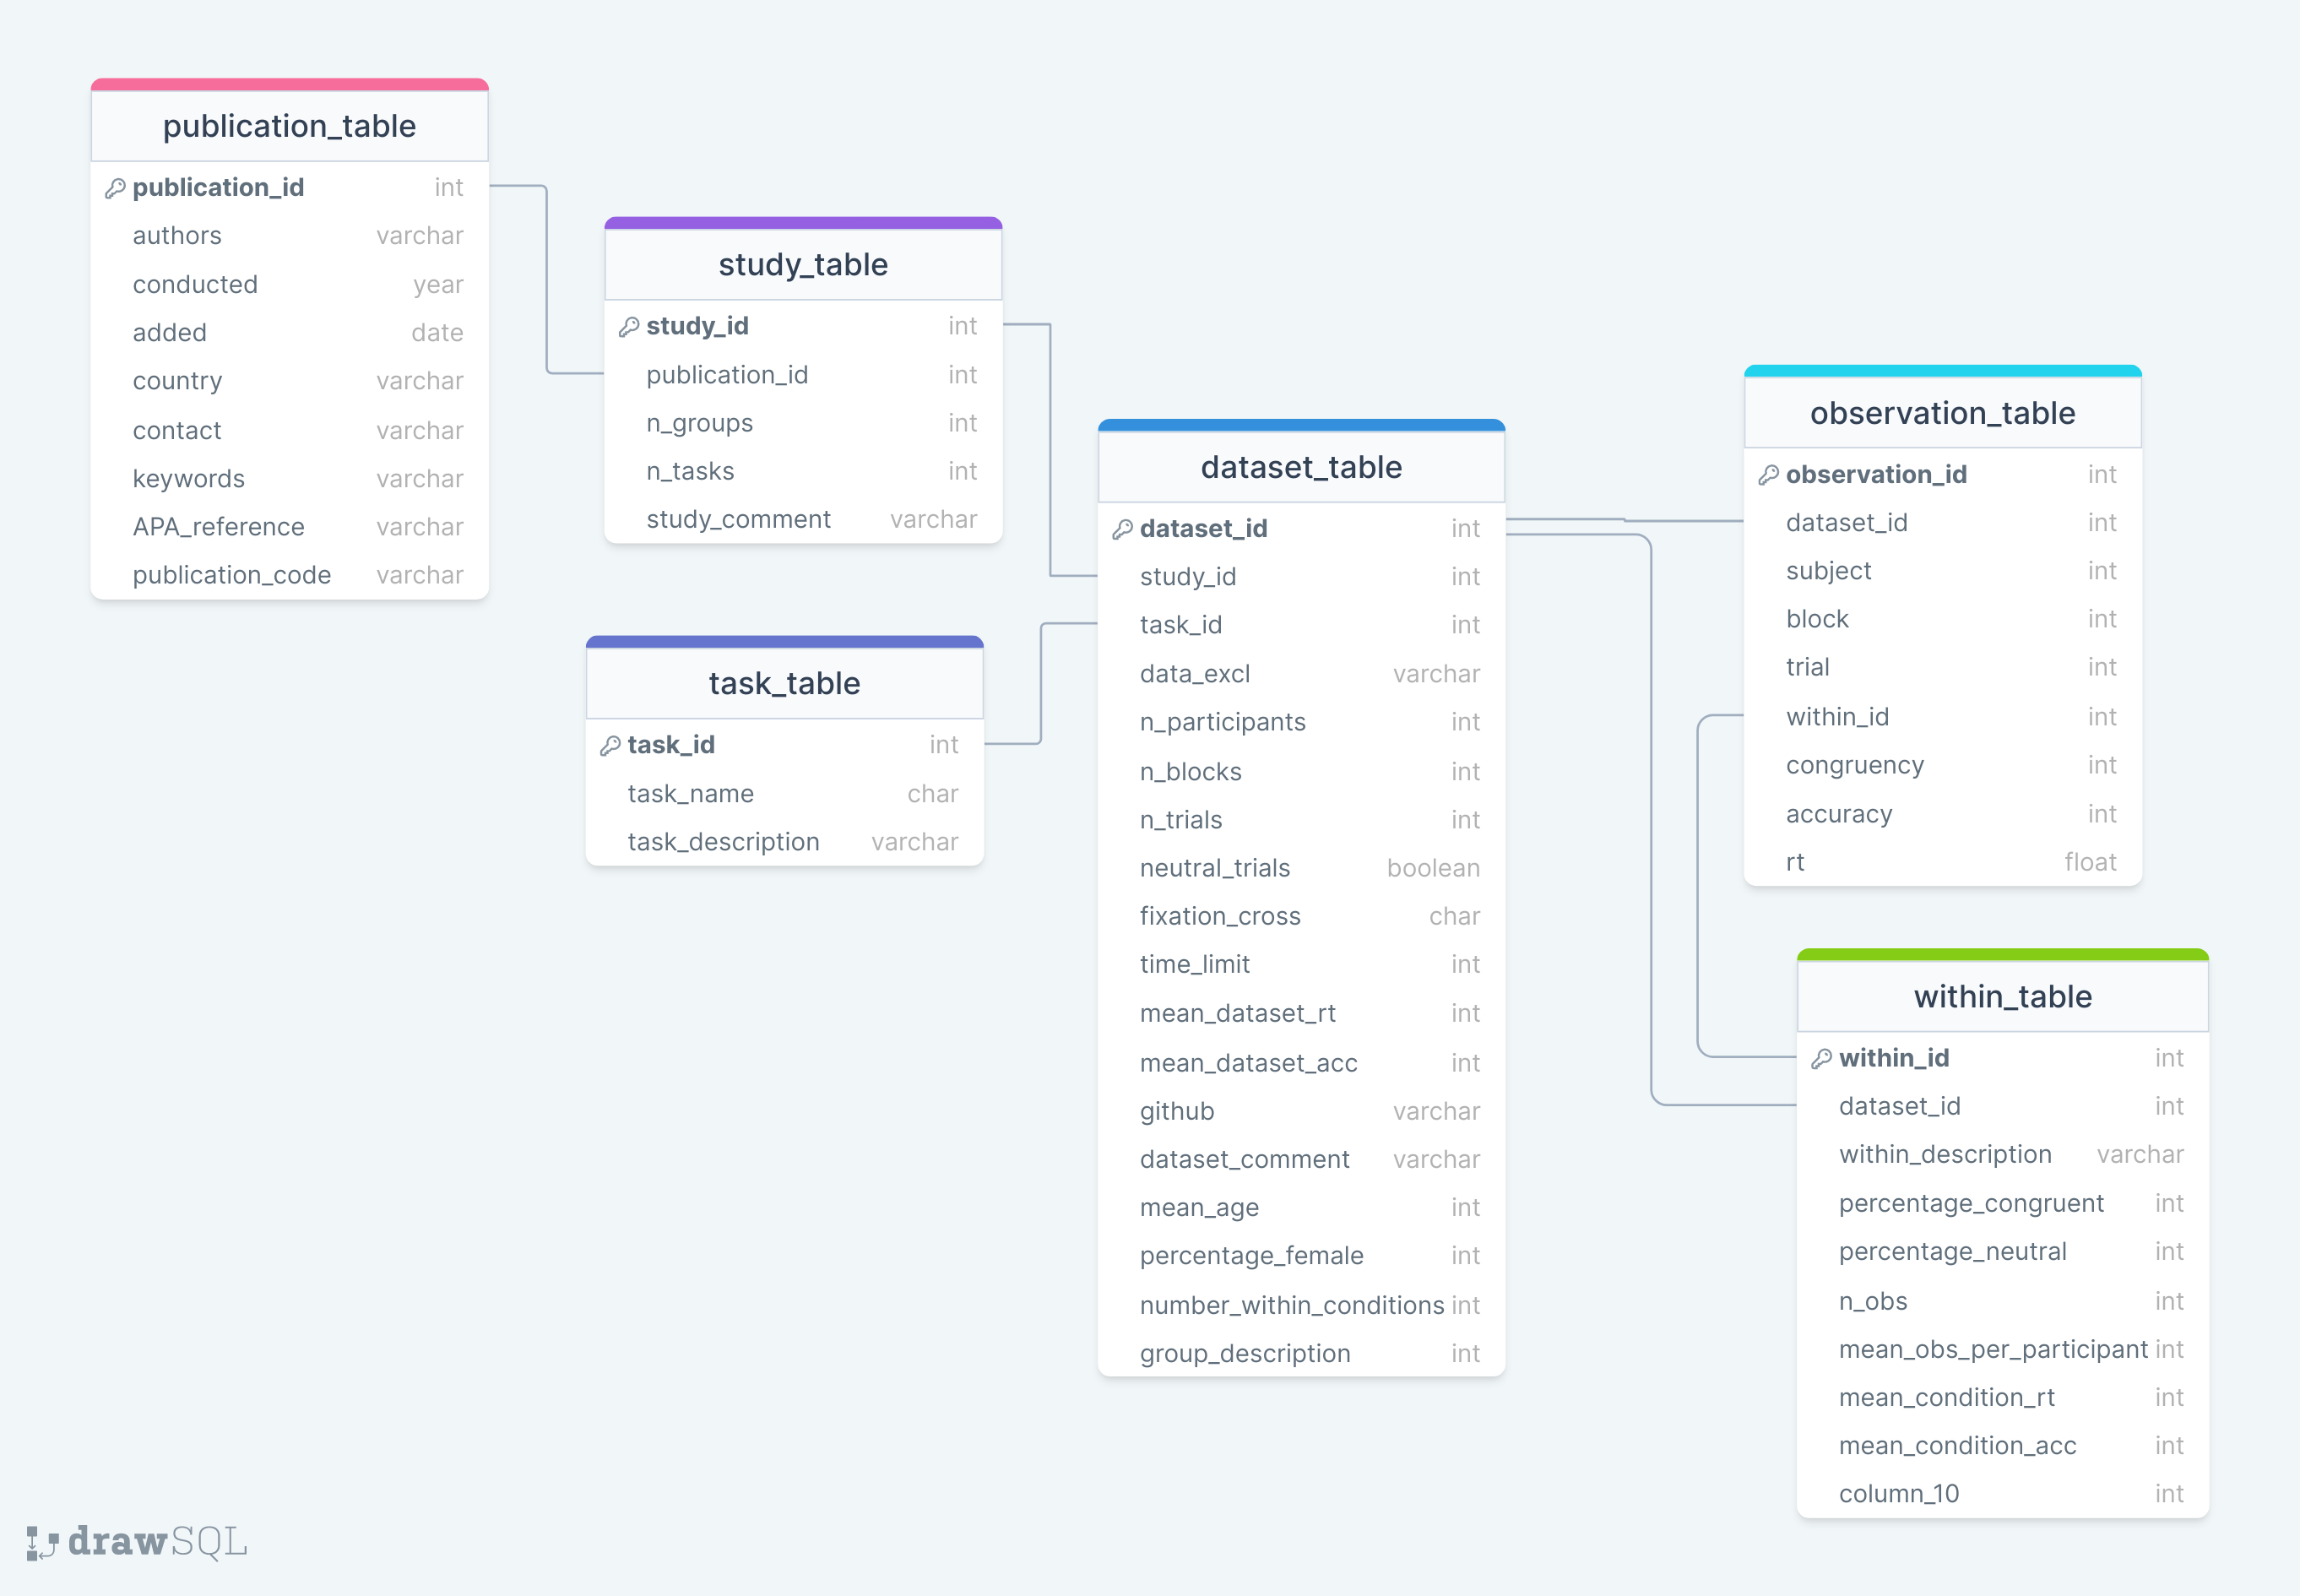 publication_table
publication_id int
authors varchar
conducted year
added date
country varchar
contact varchar
keywords varchar
APA_reference varchar
publication_code varchar
study_table
study_id int
publication_id int
n_groups int
n_tasks int
study_comment varchar
task_table
task_id int
task_name char
task_description varchar
dataset_table
dataset_id int
study_id int
task_id int
data_excl varchar
n_participants int
n_blocks int
n_trials int
neutral_trials boolean
fixation_cross char
time_limit int
mean_dataset_rt int
mean_dataset_acc int
github varchar
dataset_comment varchar
mean_age int
percentage_female int
number_within_conditions int
group_description int
observation_table
observation_id int
dataset_id int
subject int
block int
trial int
within_id int
congruency int
accuracy int
rt float
within_table
within_id int
dataset_id int
within_description varchar
percentage_congruent int
percentage_neutral int
n_obs int
mean_obs_per_participant int
mean_condition_rt int
mean_condition_acc int
column_10 int
drawSQL